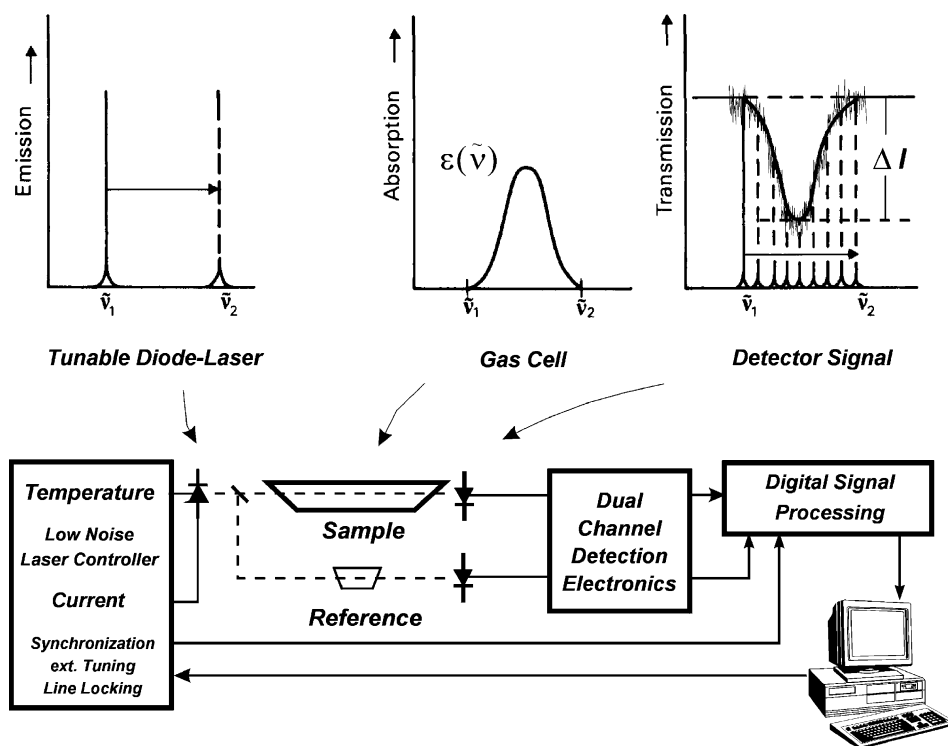 Emission
ν̃₁
ν̃₂
Absorption
ε(ν̃)
ν̃₁
ν̃₂
Transmission
ΔI
ν̃₁
ν̃₂
Tunable Diode-Laser
Gas Cell
Detector Signal
Temperature
Low Noise
Laser Controller
Current
Synchronization
ext. Tuning
Line Locking
Sample
Reference
Dual
Channel
Detection
Electronics
Digital Signal
Processing